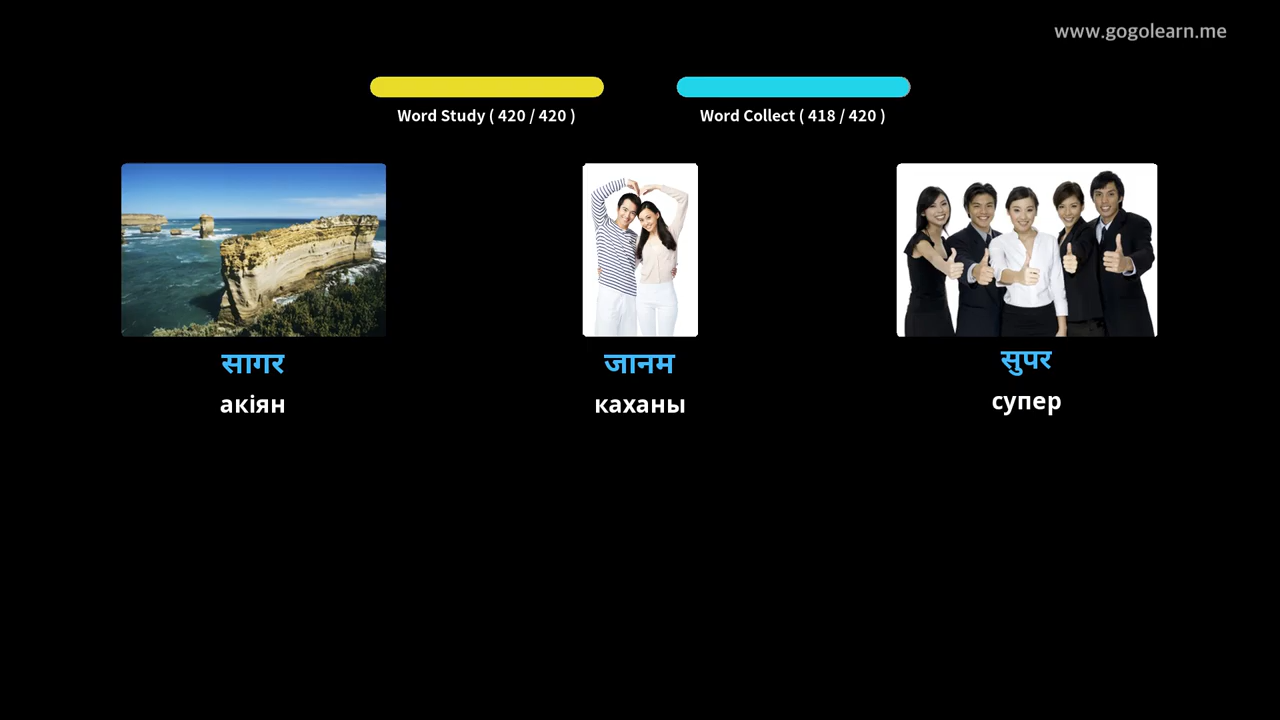 www.gogolearn.me
Word Study ( 420 / 420 )
Word Collect ( 418 / 420 )
सागर
акіян
जानम
каханы
सुपर
супер